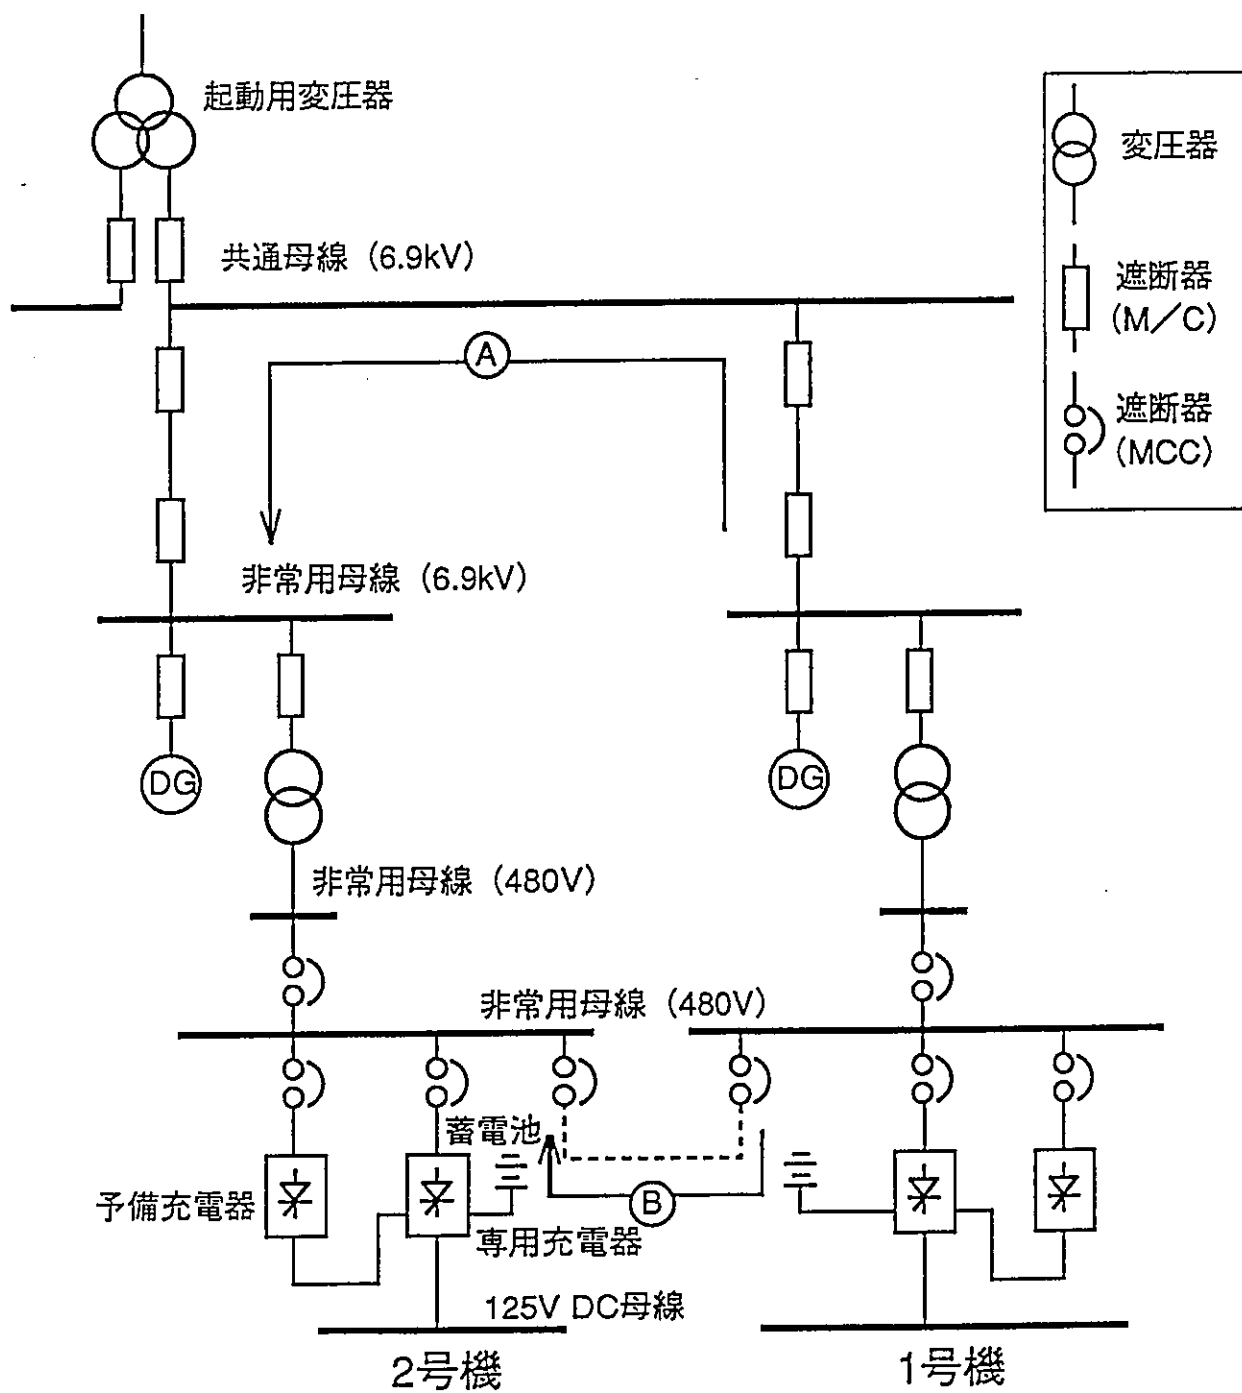 起動用変圧器
変圧器
共通母線 (6.9kV)
遮断器
(M／C)
A
遮断器
(MCC)
非常用母線 (6.9kV)
DG
DG
非常用母線 (480V)
非常用母線 (480V)
蓄電池
予備充電器
B
専用充電器
125V DC母線
2号機
1号機